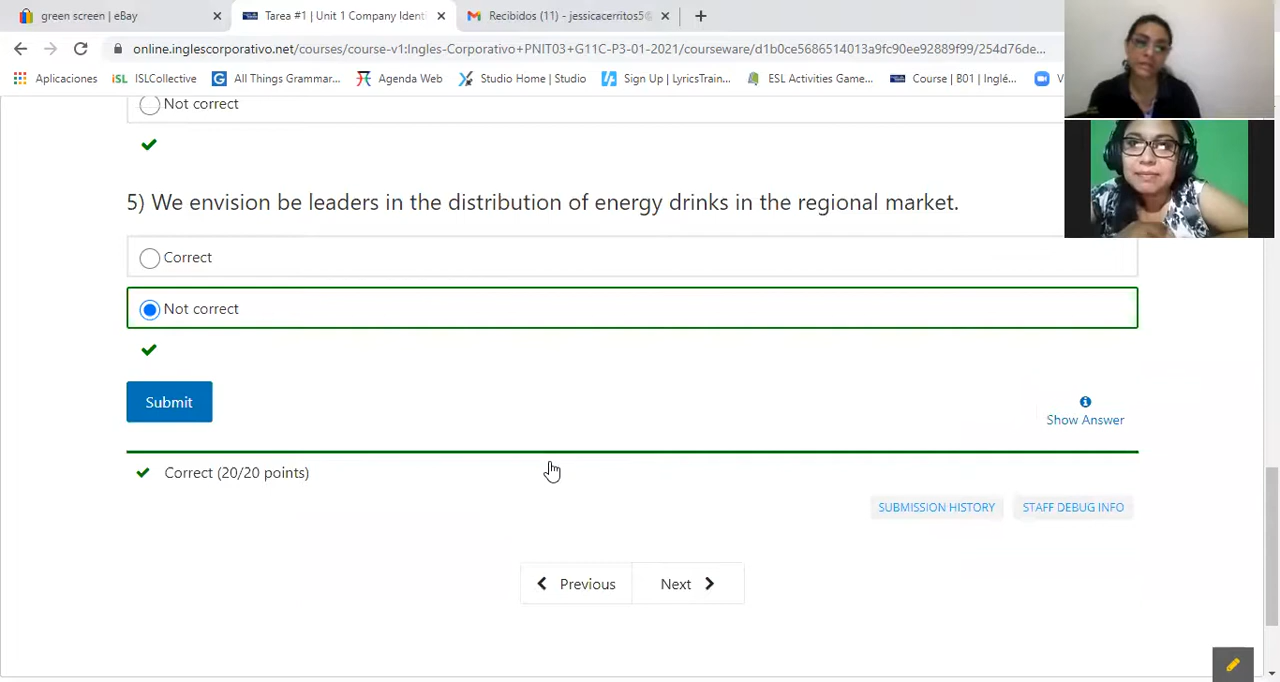 green screen | eBay
Tarea #1 | Unit 1 Company Ident
Recibidos (11) - jessicacerritos5@
online.inglescorporativo.net/courses/course-v1:Ingles-Corporativo+PNIT03+G11C-P3-01-2021/courseware/d1b0ce5686514013a9fc90ee92889f99/254d76de...
Aplicaciones
iSL ISLCollective
G All Things Grammar...
Agenda Web
Studio Home | Studio
Sign Up | LyricsTrain...
ESL Activities Game...
Course | B01 | Inglé...
V
Not correct
5) We envision be leaders in the distribution of energy drinks in the regional market.
Correct
Not correct
Submit
Show Answer
Correct (20/20 points)
SUBMISSION HISTORY
STAFF DEBUG INFO
Previous
Next